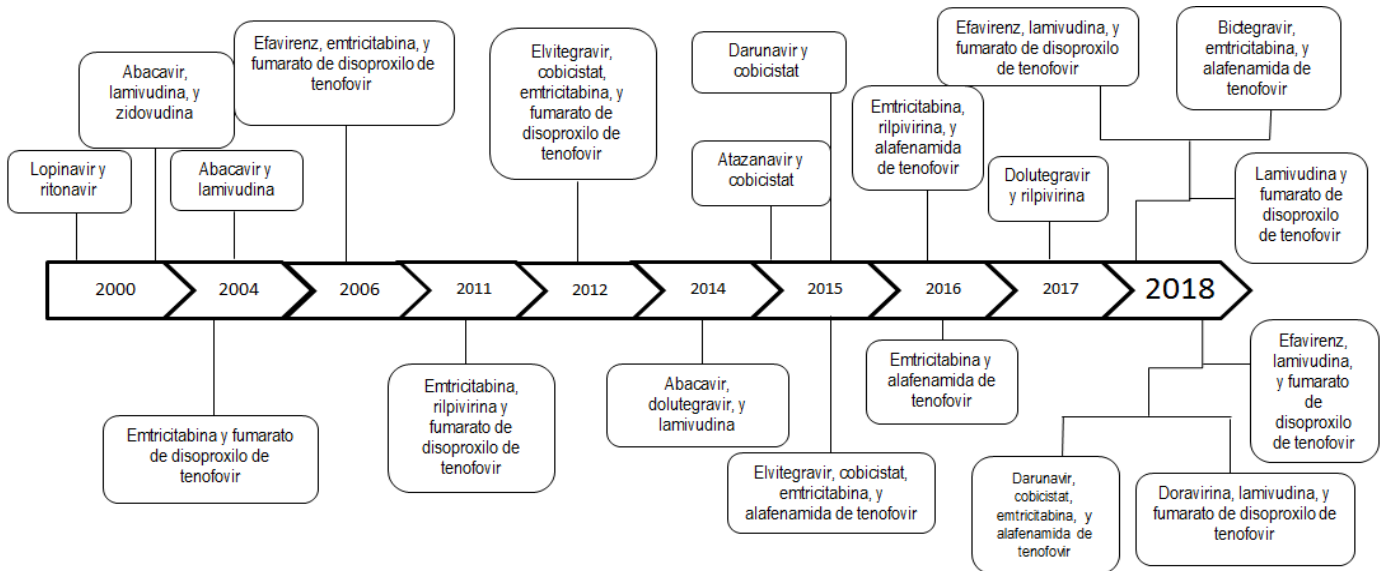 Lopinavir y
ritonavir
Abacavir,
lamivudina, y
zidovudina
Abacavir y
lamivudina
Efavirenz, emtricitabina, y
fumarato de disoproxilo de
tenofovir
Elvitegravir,
cobicistat,
emtricitabina, y
fumarato de
disoproxilo de
tenofovir
Darunavir y
cobicistat
Atazanavir y
cobicistat
Emtricitabina,
rilpivirina, y
alafenamida
de tenofovir
Efavirenz, lamivudina, y
fumarato de disoproxilo
de tenofovir
Dolutegravir
y rilpivirina
Bictegravir,
emtricitabina, y
alafenamida de
tenofovir
Lamivudina y
fumarato de
disoproxilo
de tenofovir
2000
2004
2006
2011
2012
2014
2015
2016
2017
2018
Emtricitabina y fumarato
de disoproxilo de
tenofovir
Emtricitabina,
rilpivirina y
fumarato de
disoproxilo de
tenofovir
Abacavir,
dolutegravir, y
lamivudina
Elvitegravir, cobicistat,
emtricitabina, y
alafenamida de tenofovir
Emtricitabina y
alafenamida de
tenofovir
Darunavir,
cobicistat,
emtricitabina, y
alafenamida de
tenofovir
Doravirina, lamivudina, y
fumarato de disoproxilo de
tenofovir
Efavirenz,
lamivudina,
y fumarato
de
disoproxilo
de tenofovir